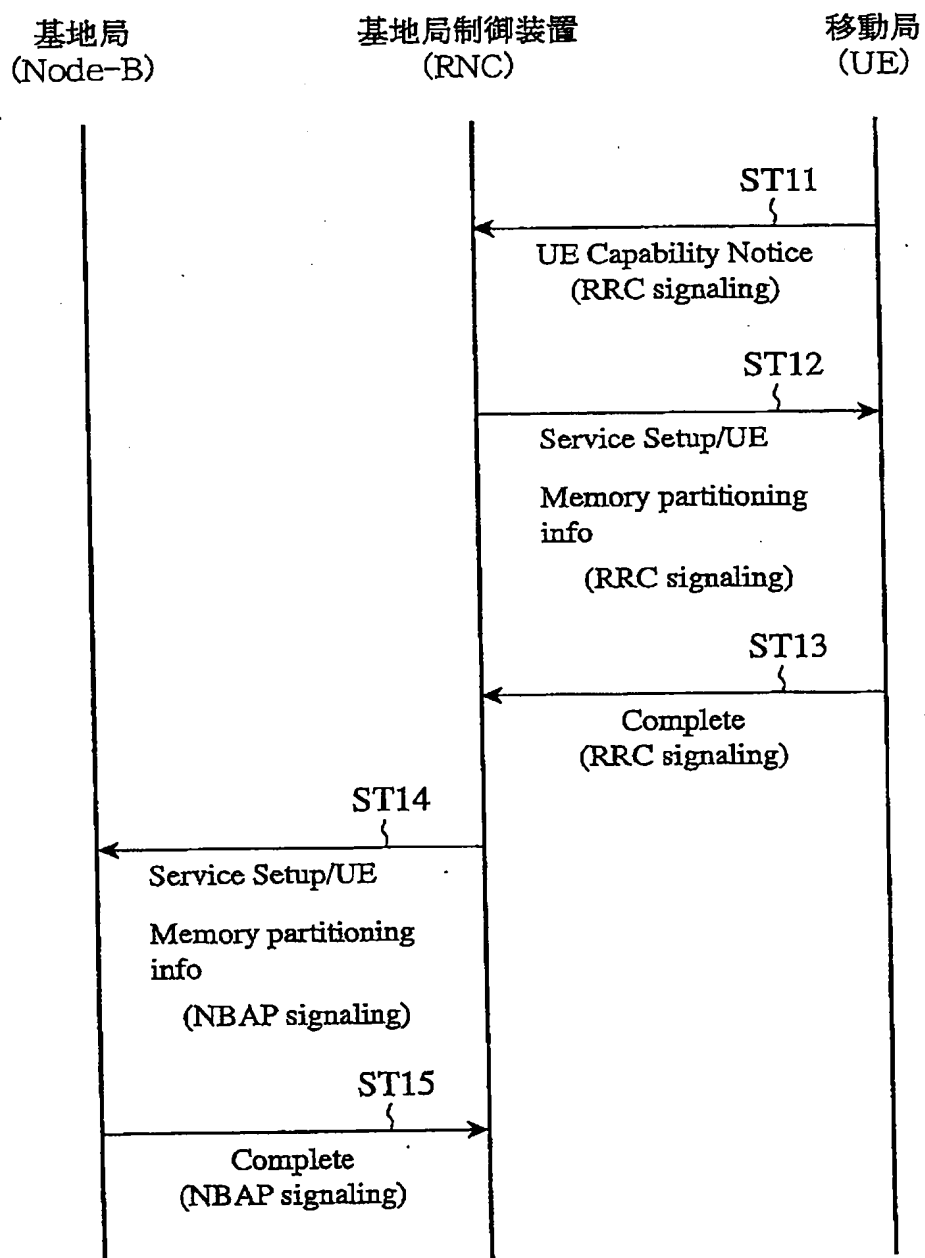 基地局
(Node-B)
基地局制御装置
(RNC)
移動局
(UE)
ST11
UE Capability Notice
(RRC signaling)
ST12
Service Setup/UE
Memory partitioning
info
(RRC signaling)
ST13
Complete
(RRC signaling)
ST14
Service Setup/UE
Memory partitioning
info
(NBAP signaling)
ST15
Complete
(NBAP signaling)